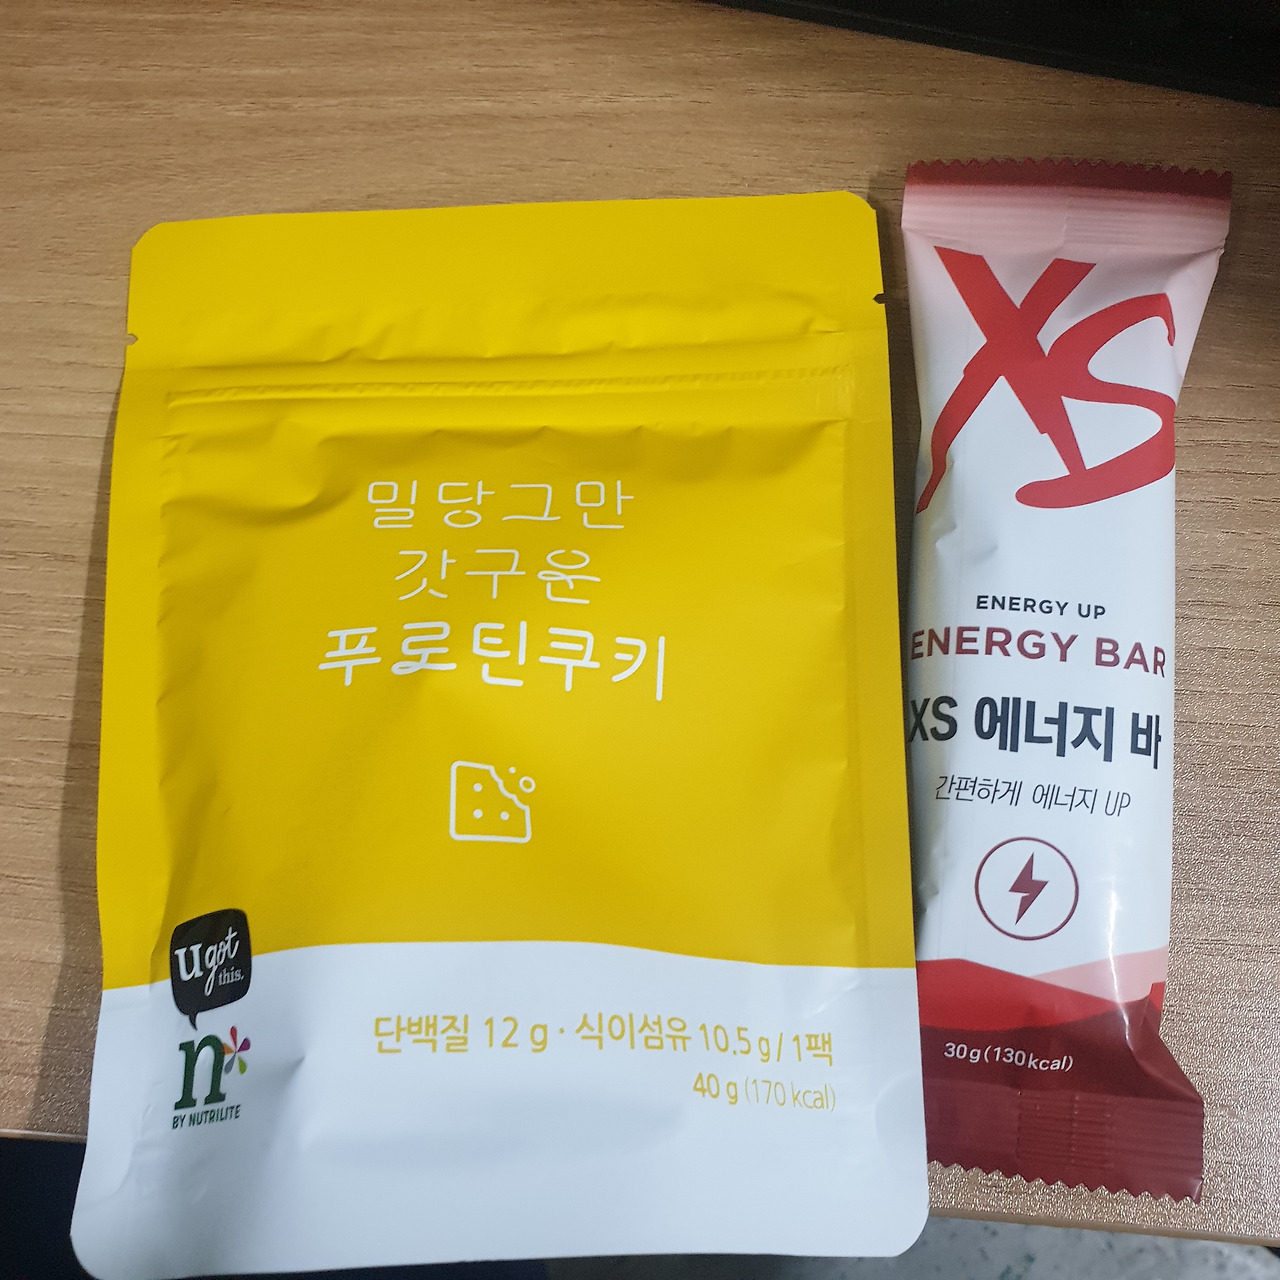 밀당그만
갓구운
푸로틴쿠키
u got
this.
n*
BY NUTRILITE
단백질 12 g · 식이섬유 10.5 g / 1팩
40 g (170 kcal)
XS
ENERGY UP
ENERGY BAR
XS 에너지 바
간편하게 에너지 UP
30g(130kcal)